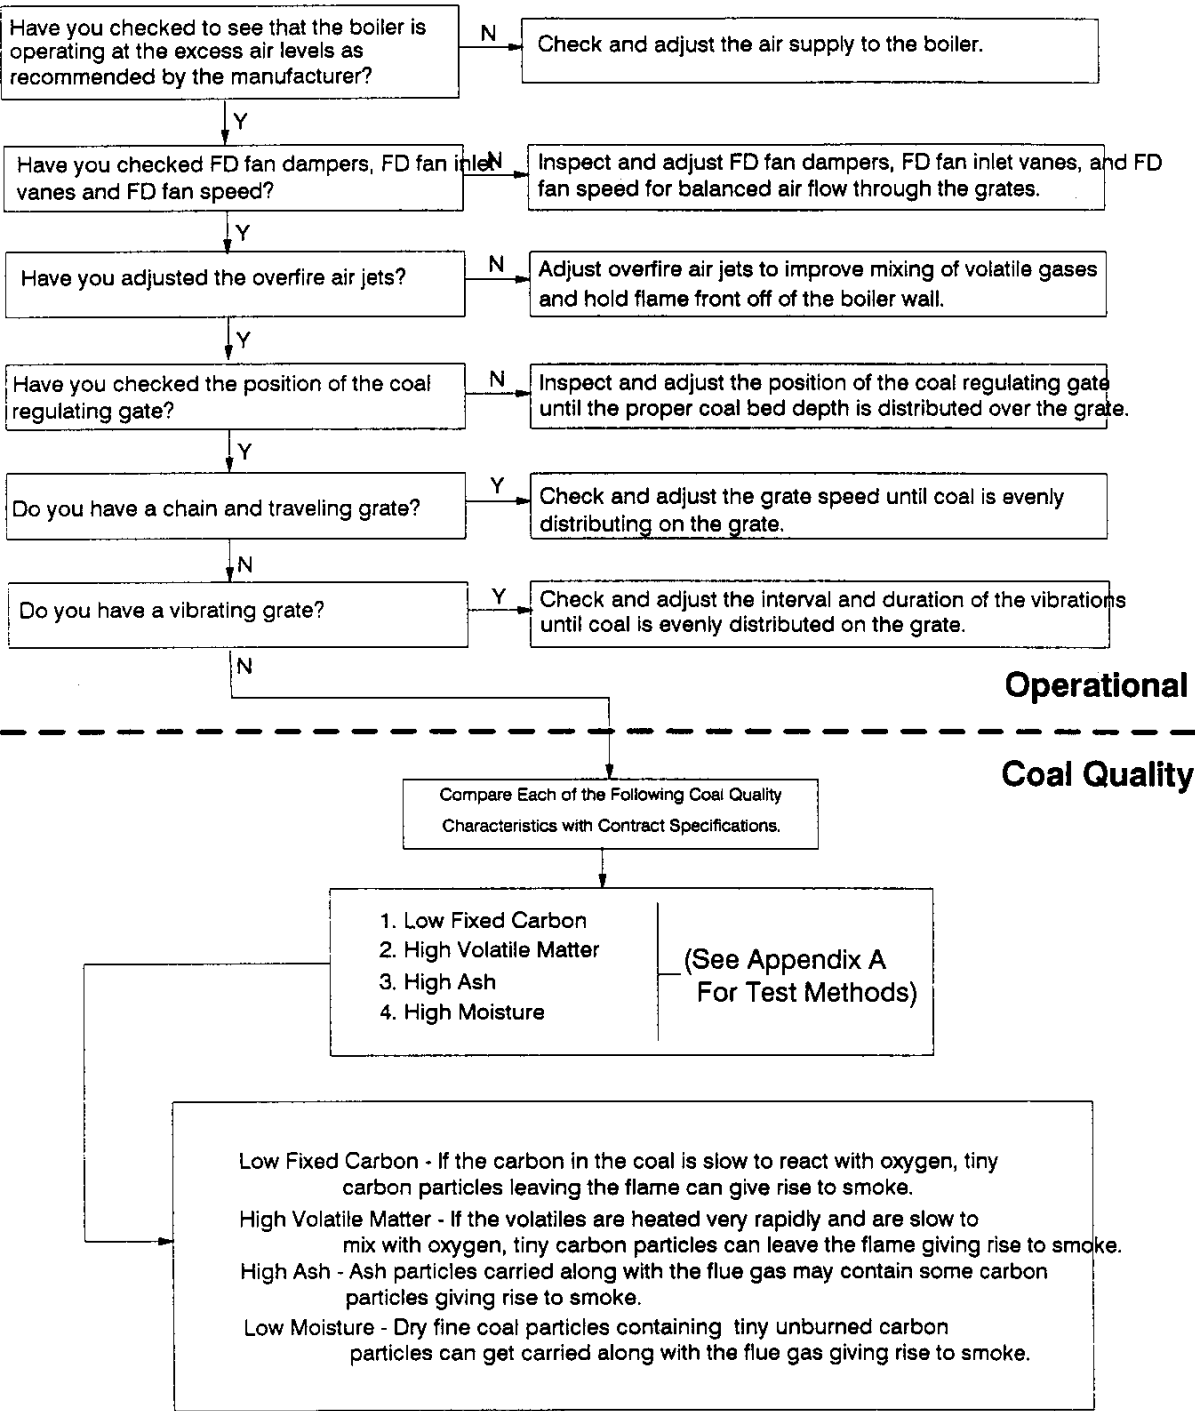 Have you checked to see that the boiler is
operating at the excess air levels as
recommended by the manufacturer?
N
Check and adjust the air supply to the boiler.
Y
Have you checked FD fan dampers, FD fan inlet
vanes and FD fan speed?
N
Inspect and adjust FD fan dampers, FD fan inlet vanes, and FD
fan speed for balanced air flow through the grates.
Y
Have you adjusted the overfire air jets?
N
Adjust overfire air jets to improve mixing of volatile gases
and hold flame front off of the boiler wall.
Y
Have you checked the position of the coal
regulating gate?
N
Inspect and adjust the position of the coal regulating gate
until the proper coal bed depth is distributed over the grate.
Y
Do you have a chain and traveling grate?
Y
Check and adjust the grate speed until coal is evenly
distributing on the grate.
N
Do you have a vibrating grate?
Y
Check and adjust the interval and duration of the vibrations
until coal is evenly distributed on the grate.
N
Operational
Coal Quality
Compare Each of the Following Coal Quality
Characteristics with Contract Specifications.
1. Low Fixed Carbon
2. High Volatile Matter
3. High Ash
4. High Moisture
(See Appendix A
For Test Methods)
Low Fixed Carbon - If the carbon in the coal is slow to react with oxygen, tiny
carbon particles leaving the flame can give rise to smoke.
High Volatile Matter - If the volatiles are heated very rapidly and are slow to
mix with oxygen, tiny carbon particles can leave the flame giving rise to smoke.
High Ash - Ash particles carried along with the flue gas may contain some carbon
particles giving rise to smoke.
Low Moisture - Dry fine coal particles containing tiny unburned carbon
particles can get carried along with the flue gas giving rise to smoke.